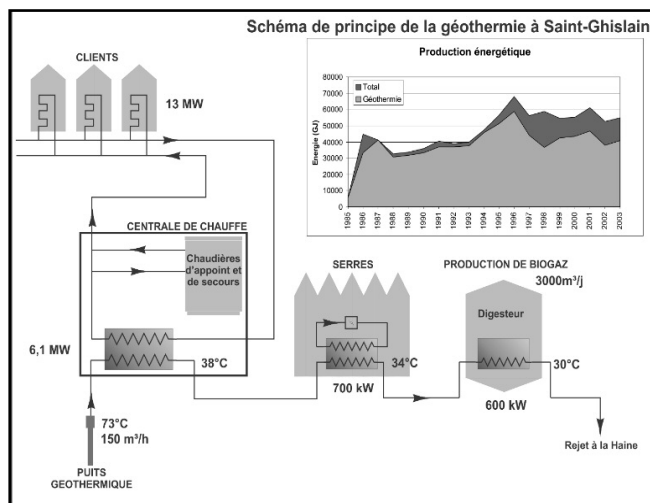 Schéma de principe de la géothermie à Saint-Ghislain
CLIENTS
13 MW
Production énergétique
Total
Géothermie
Energie (GJ)
80000
70000
60000
50000
40000
30000
20000
10000
0
1985
1986
1987
1988
1989
1990
1991
1992
1993
1994
1995
1996
1997
1998
1999
2000
2001
2002
2003
CENTRALE DE CHAUFFE
Chaudières
d'appoint et
de secours
6,1 MW
38°C
73°C
150 m³/h
PUITS
GEOTHERMIQUE
SERRES
34°C
700 kW
PRODUCTION DE BIOGAZ
3000m³/j
Digesteur
30°C
600 kW
Rejet à la Haine